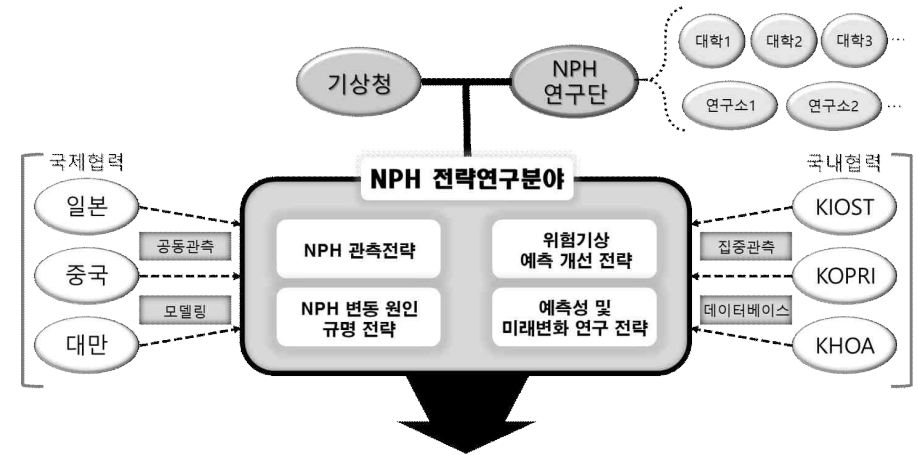 대학1 대학2 대학3 ...
기상청
NPH
연구단
연구소1 연구소2 ...
국제협력
국내협력
NPH 전략연구분야
일본
KIOST
공동관측
NPH 관측전략
위험기상
예측 개선 전략
집중관측
중국
KOPRI
모델링
NPH 변동 원인
규명 전략
예측성 및
미래변화 연구 전략
데이터베이스
대만
KHOA